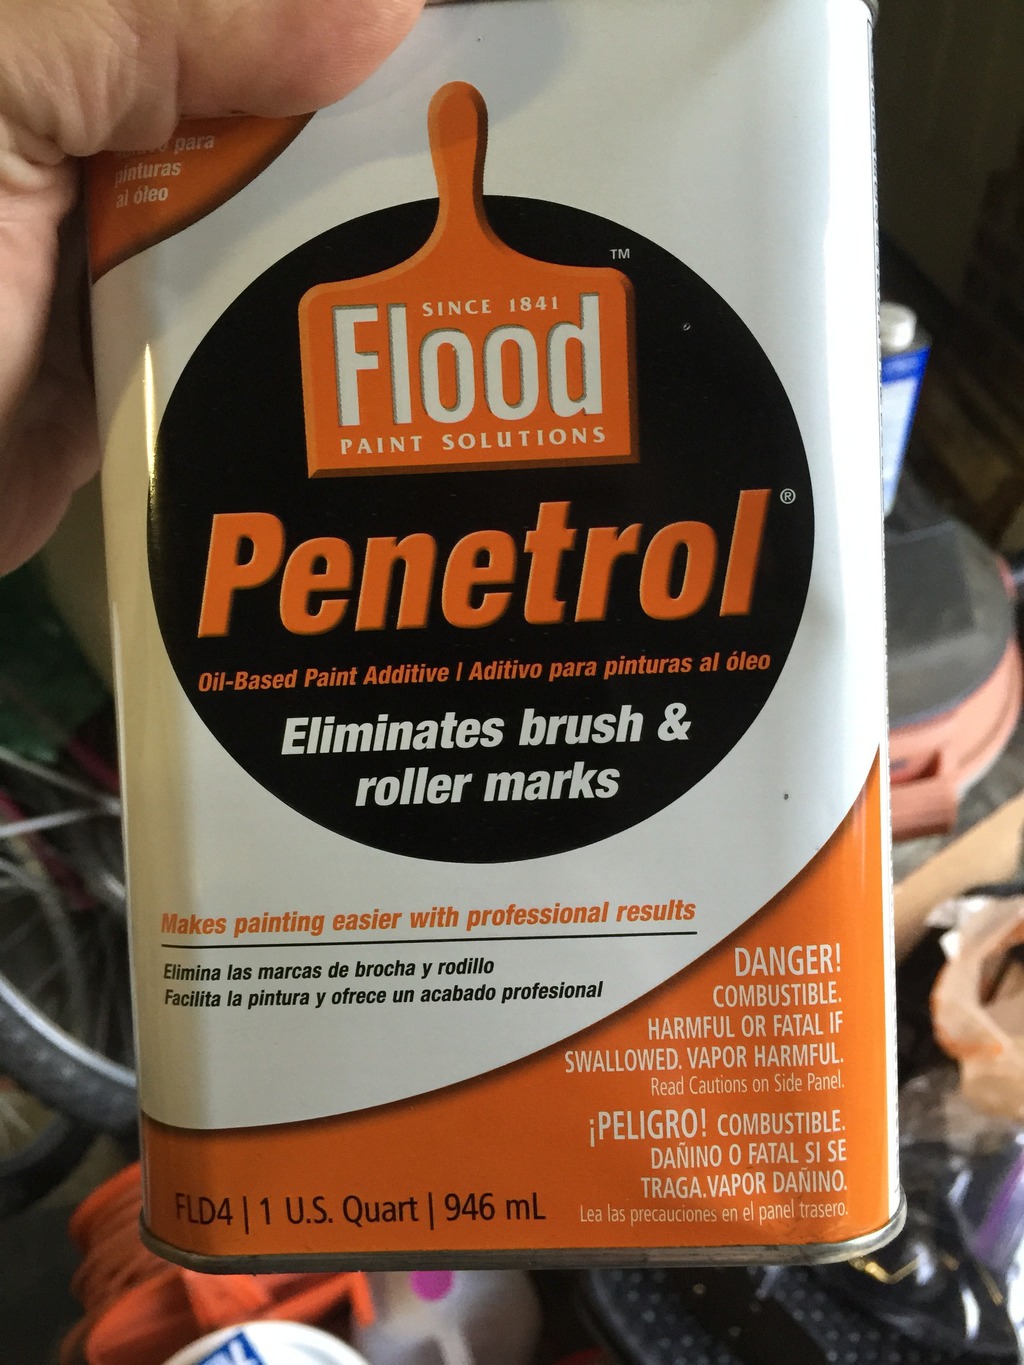 para
pinturas
al óleo
TM
SINCE 1841
Flood
PAINT SOLUTIONS
Penetrol®
Oil-Based Paint Additive | Aditivo para pinturas al óleo
Eliminates brush &
roller marks
Makes painting easier with professional results
Elimina las marcas de brocha y rodillo
Facilita la pintura y ofrece un acabado profesional
DANGER!
COMBUSTIBLE.
HARMFUL OR FATAL IF
SWALLOWED. VAPOR HARMFUL.
Read Cautions on Side Panel.
¡PELIGRO! COMBUSTIBLE.
DAÑINO O FATAL SI SE
TRAGA.VAPOR DAÑINO.
Lea las precauciones en el panel trasero.
FLD4 | 1 U.S. Quart | 946 mL